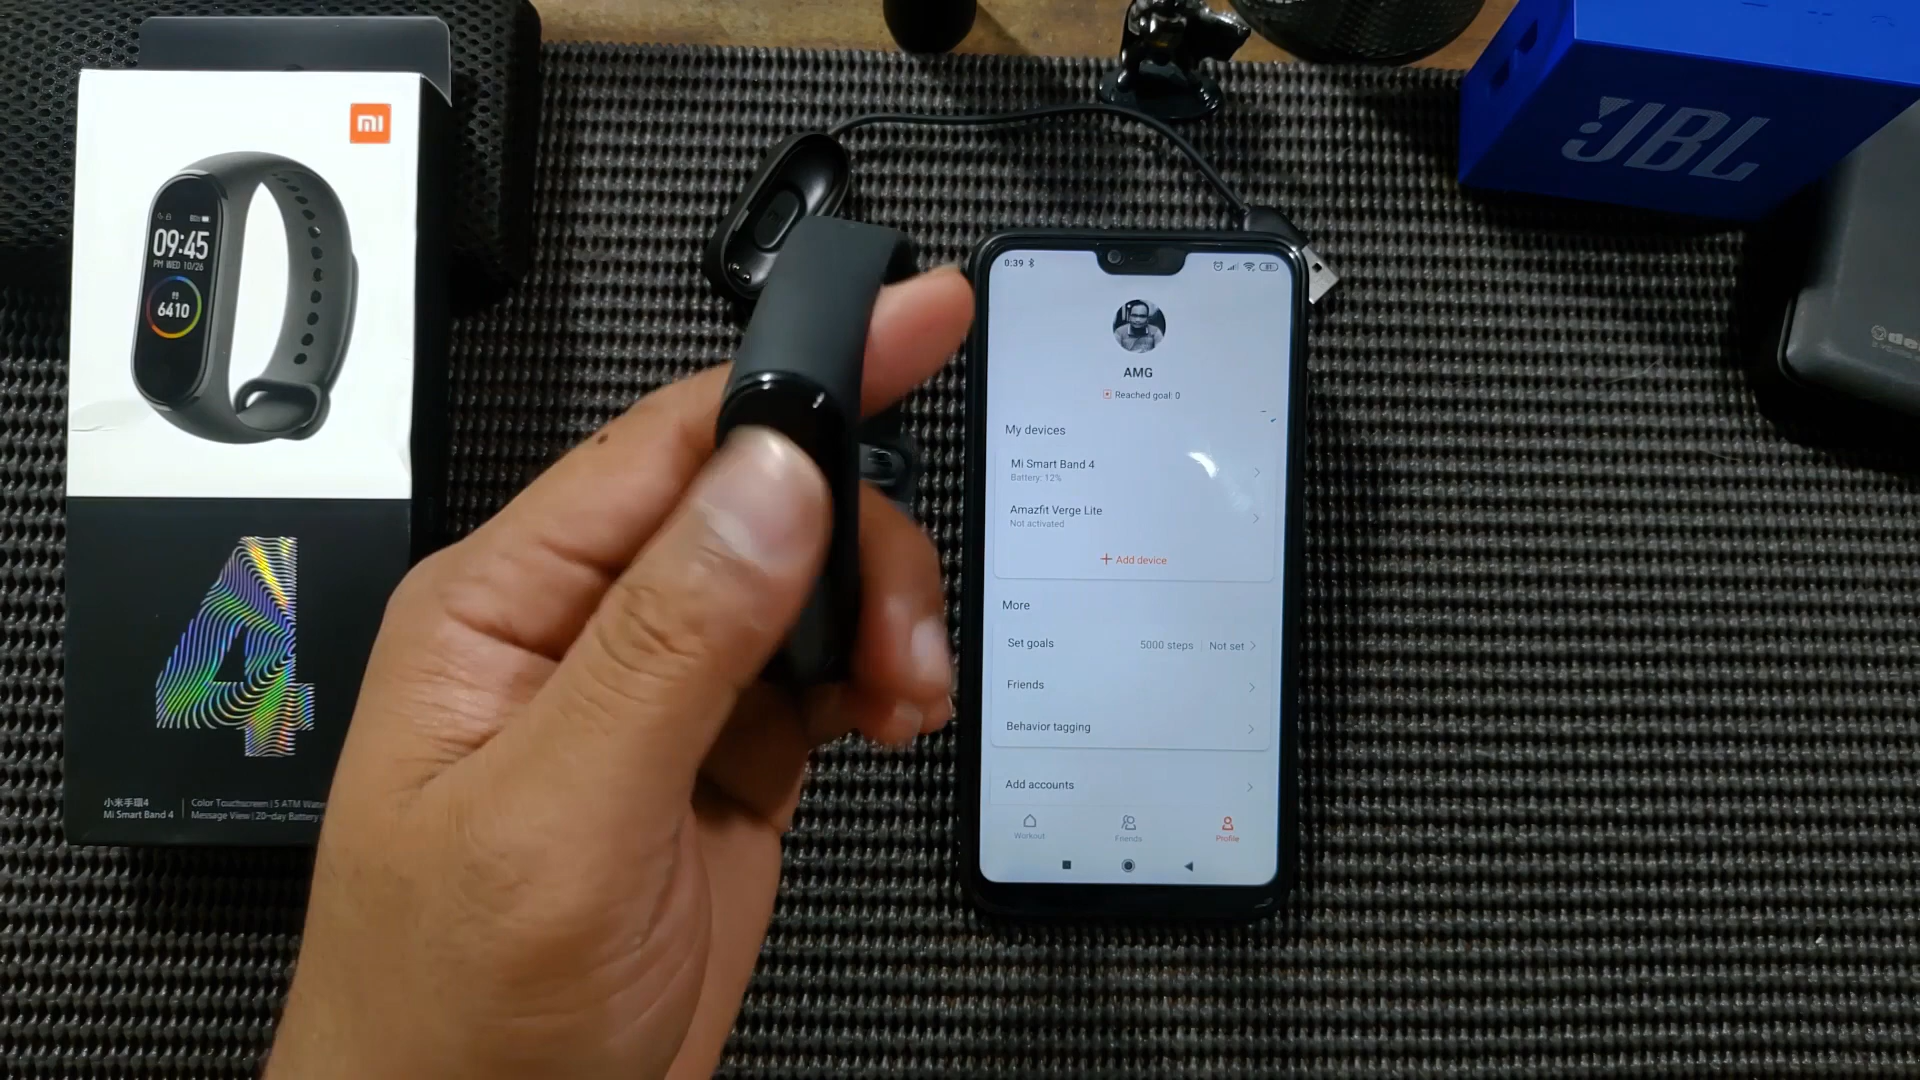 mi
09:45
PM WED 10/26
6410
小米手環4
Mi Smart Band 4
Color Touchscreen | 5 ATM
Message View | 20-day Battery
JBL
0:39
81
AMG
Reached goal: 0
My devices
Mi Smart Band 4
Battery: 12%
Amazfit Verge Lite
Not activated
+ Add device
More
Set goals
5000 steps | Not set
Friends
Behavior tagging
Add accounts
Workout
Friends
Profile